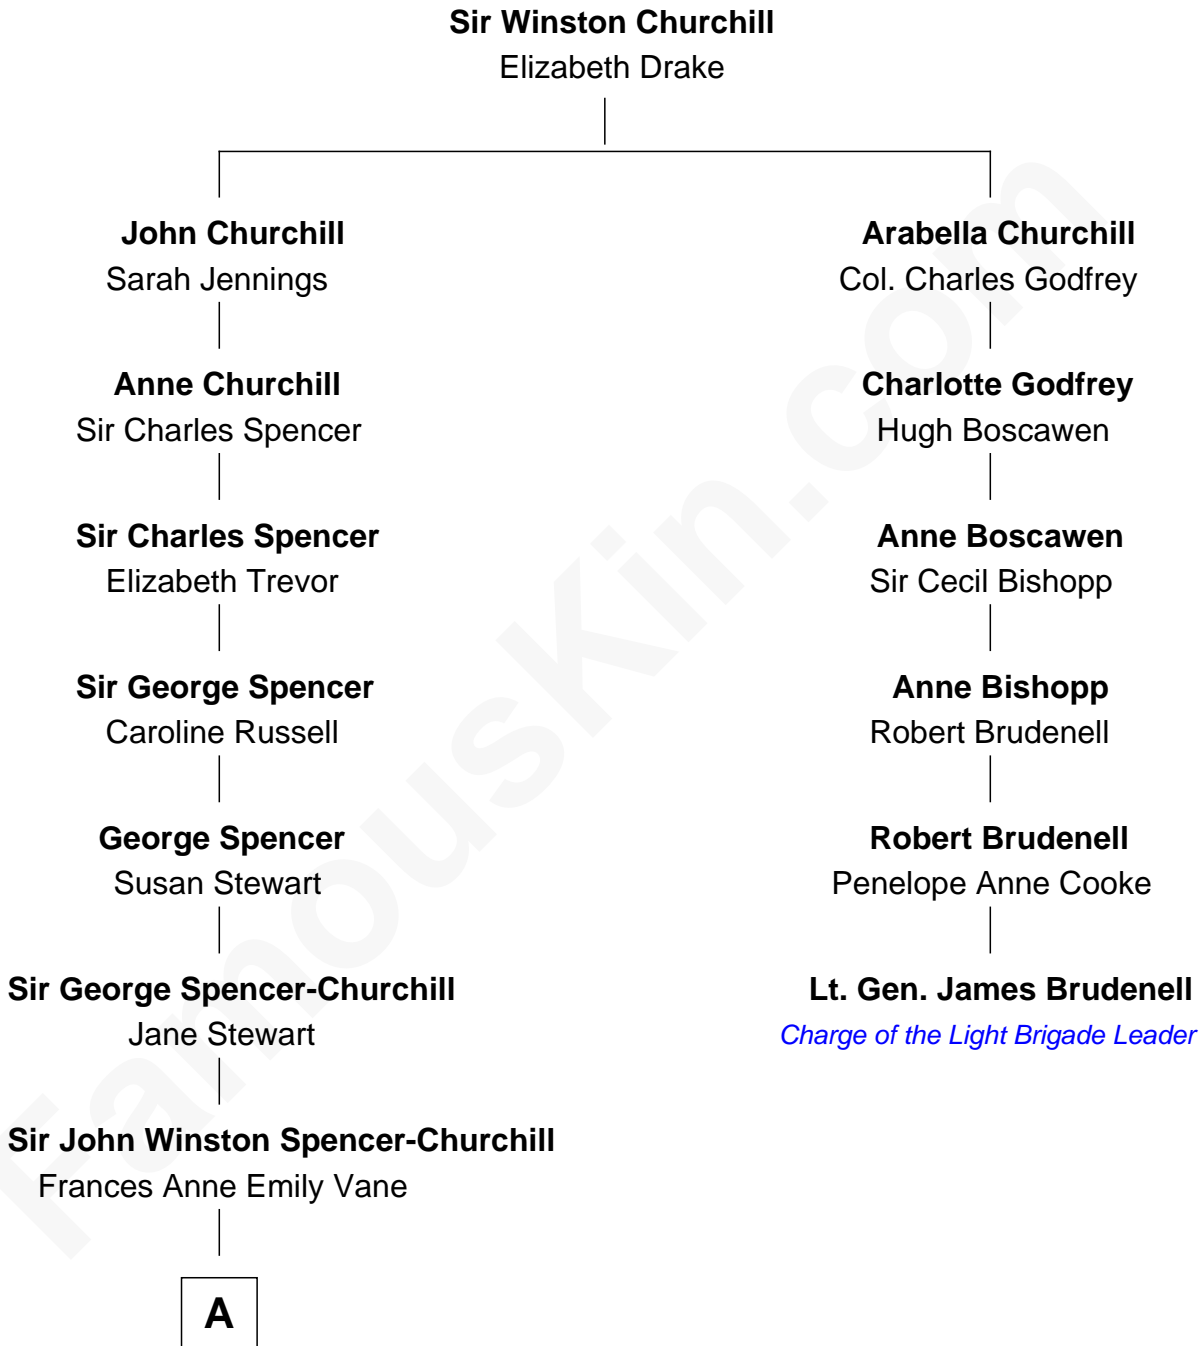 Sir Winston Churchill
Elizabeth Drake
John Churchill
Sarah Jennings
Arabella Churchill
Col. Charles Godfrey
Anne Churchill
Sir Charles Spencer
Charlotte Godfrey
Hugh Boscawen
Sir Charles Spencer
Elizabeth Trevor
Anne Boscawen
Sir Cecil Bishopp
Sir George Spencer
Caroline Russell
Anne Bishopp
Robert Brudenell
George Spencer
Susan Stewart
Robert Brudenell
Penelope Anne Cooke
Sir George Spencer-Churchill
Jane Stewart
Lt. Gen. James Brudenell
Charge of the Light Brigade Leader
Sir John Winston Spencer-Churchill
Frances Anne Emily Vane
A
FamousKin.com